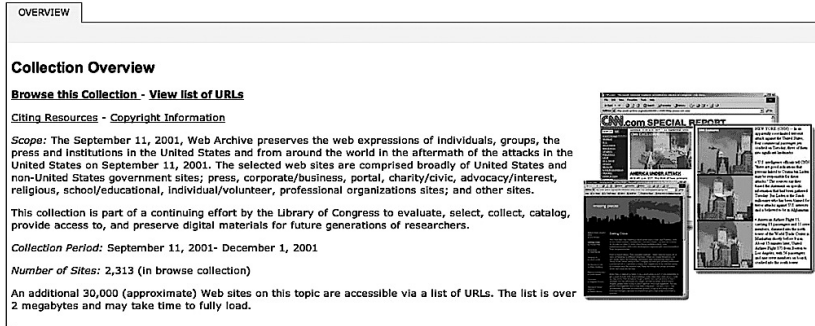 OVERVIEW
Collection Overview
Browse this Collection - View list of URLs
Citing Resources - Copyright Information
Scope: The September 11, 2001, Web Archive preserves the web expressions of individuals, groups, the
press and institutions in the United States and from around the world in the aftermath of the attacks in the
United States on September 11, 2001. The selected web sites are comprised broadly of United States and
non-United States government sites; press, corporate/business, portal, charity/civic, advocacy/interest,
religious, school/educational, individual/volunteer, professional organizations sites; and other sites.
This collection is part of a continuing effort by the Library of Congress to evaluate, select, collect, catalog,
provide access to, and preserve digital materials for future generations of researchers.
Collection Period: September 11, 2001- December 1, 2001
Number of Sites: 2,313 (in browse collection)
An additional 30,000 (approximate) Web sites on this topic are accessible via a list of URLs. The list is over
2 megabytes and may take time to fully load.
CNN.com SPECIAL REPORT
AMERICA UNDER ATTACK
NEW YORK (CNN) -- In an